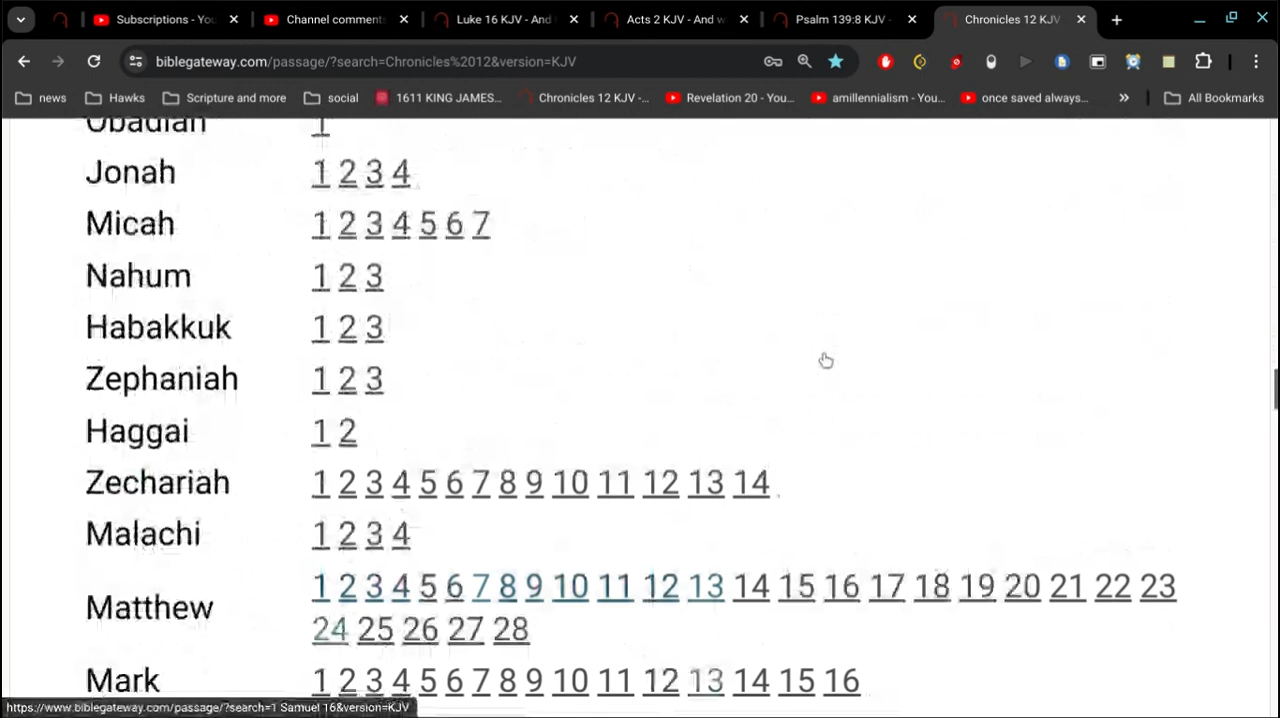 Subscriptions - You
Channel comments
Luke 16 KJV - And
Acts 2 KJV - And w
Psalm 139:8 KJV -
Chronicles 12 KJV
biblegateway.com/passage/?search=Chronicles%2012&version=KJV
news
Hawks
Scripture and more
social
1611 KING JAMES...
Chronicles 12 KJV -...
Revelation 20 - You...
amillennialism - You...
once saved always...
»
All Bookmarks
Obadiah 1
Jonah 1 2 3 4
Micah 1 2 3 4 5 6 7
Nahum 1 2 3
Habakkuk 1 2 3
Zephaniah 1 2 3
Haggai 1 2
Zechariah 1 2 3 4 5 6 7 8 9 10 11 12 13 14
Malachi 1 2 3 4
Matthew 1 2 3 4 5 6 7 8 9 10 11 12 13 14 15 16 17 18 19 20 21 22 23
24 25 26 27 28
Mark 1 2 3 4 5 6 7 8 9 10 11 12 13 14 15 16
https://www.biblegateway.com/passage/?search=1 Samuel 16&version=KJV